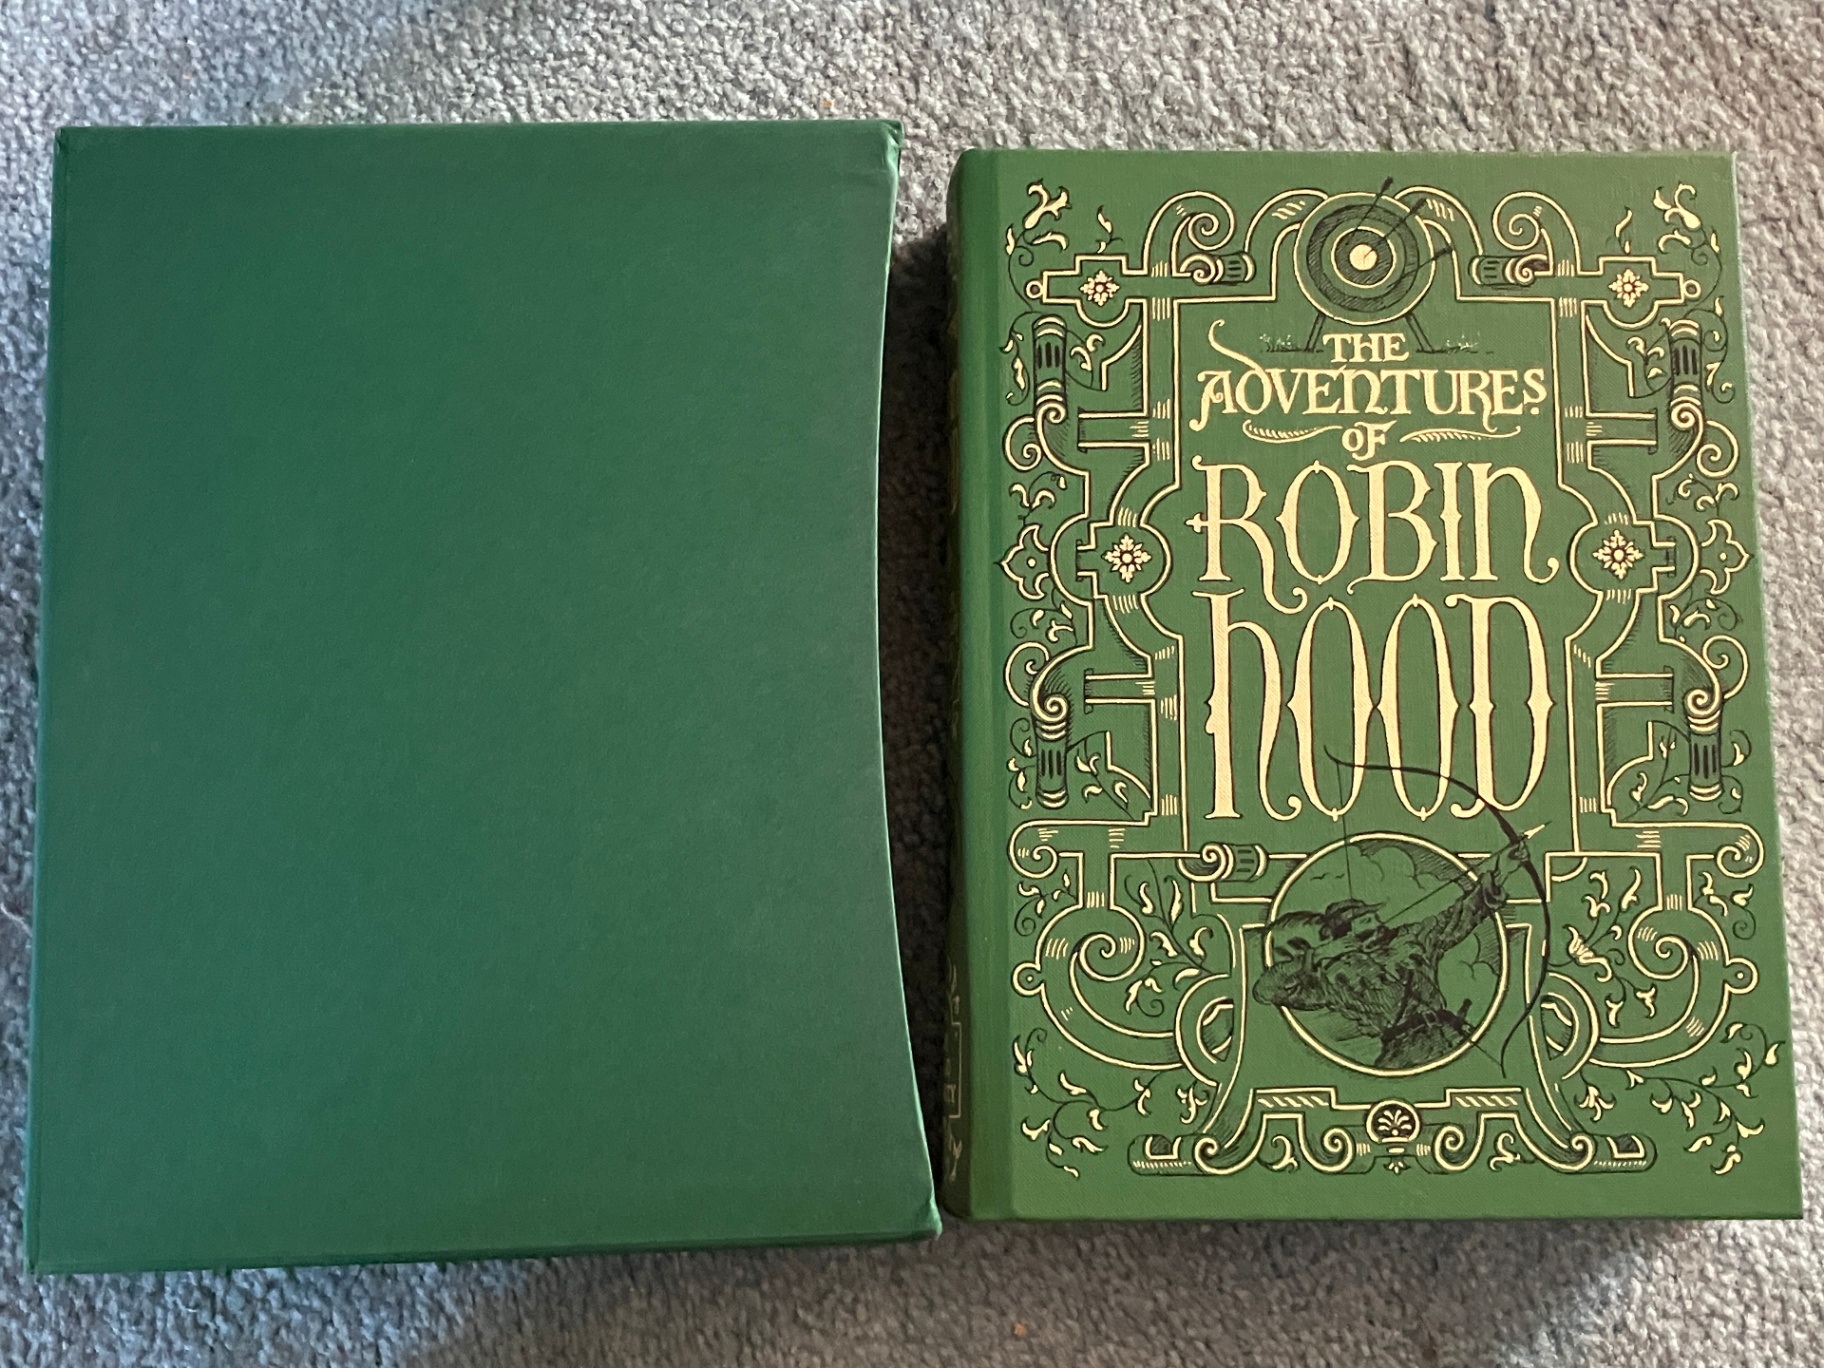 THE
ADVENTURES
OF
ROBIN
HOOD